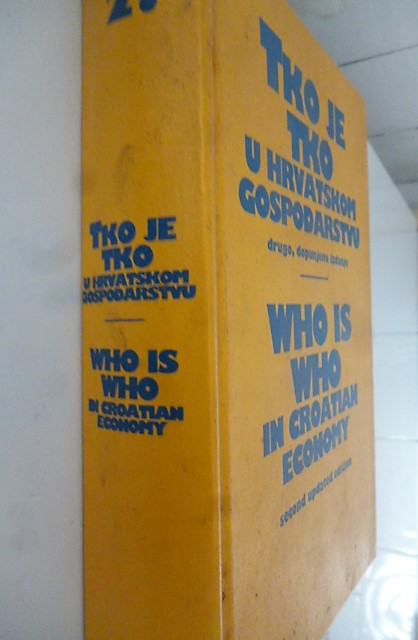 2.
TKO JE
TKO
U HRVATSKOM
GOSPODARSTVU
WHO IS
WHO
IN CROATIAN
ECONOMY
TKO JE
TKO
U HRVATSKOM
GOSPODARSTVU
drugo, dopunjeno izdanje
WHO IS
WHO
IN CROATIAN
ECONOMY
second updated edition